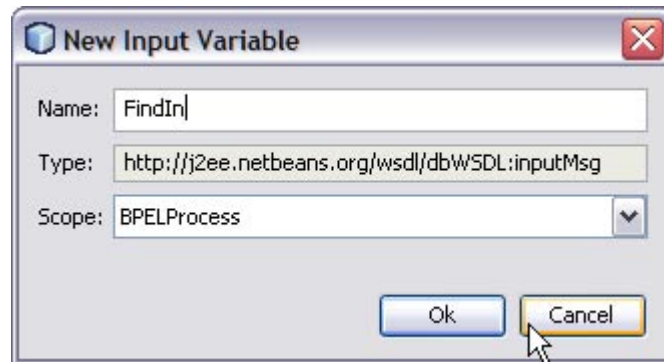 New Input Variable
Name: FindIn
Type: http://j2ee.netbeans.org/wsdl/dbWSDL:inputMsg
Scope: BPELProcess
Ok Cancel